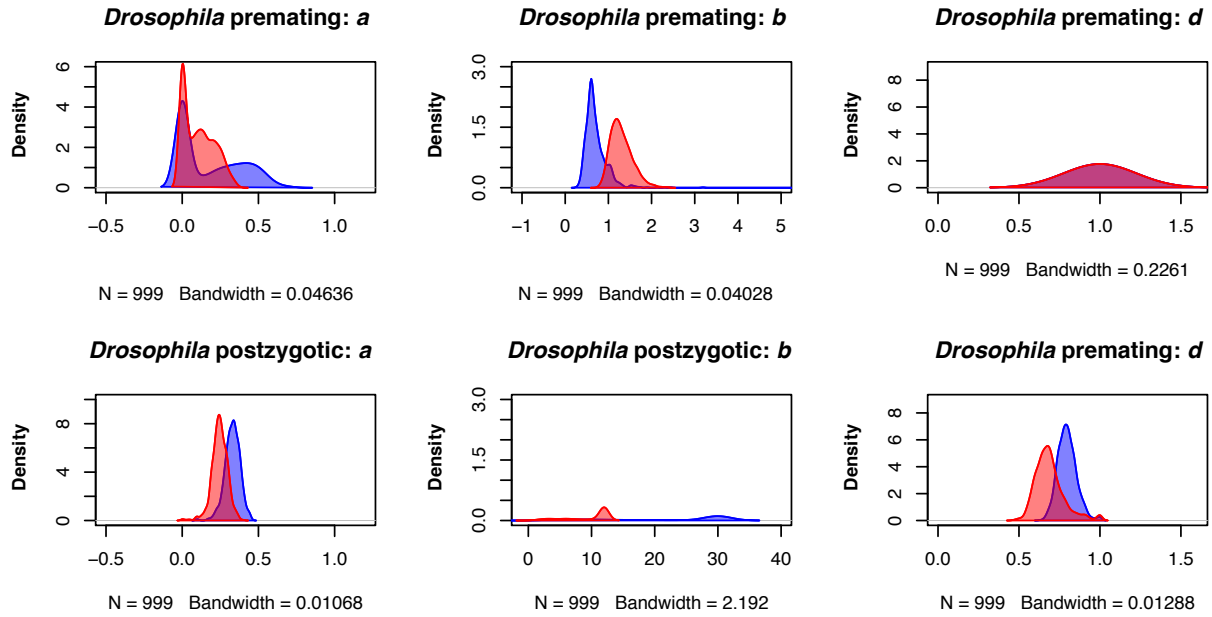 Drosophila premating: a
Drosophila premating: b
Drosophila premating: d
Density
0 2 4 6
−0.5 0.0 0.5 1.0
N = 999 Bandwidth = 0.04636
Density
0.0 1.5 3.0
−1 0 1 2 3 4 5
N = 999 Bandwidth = 0.04028
Density
0 2 4 6 8
0.0 0.5 1.0 1.5
N = 999 Bandwidth = 0.2261
Drosophila postzygotic: a
Drosophila postzygotic: b
Drosophila premating: d
Density
0 4 8
−0.5 0.0 0.5 1.0
N = 999 Bandwidth = 0.01068
Density
0.0 1.5 3.0
0 10 20 30 40
N = 999 Bandwidth = 2.192
Density
0 2 4 6 8
0.0 0.5 1.0 1.5
N = 999 Bandwidth = 0.01288